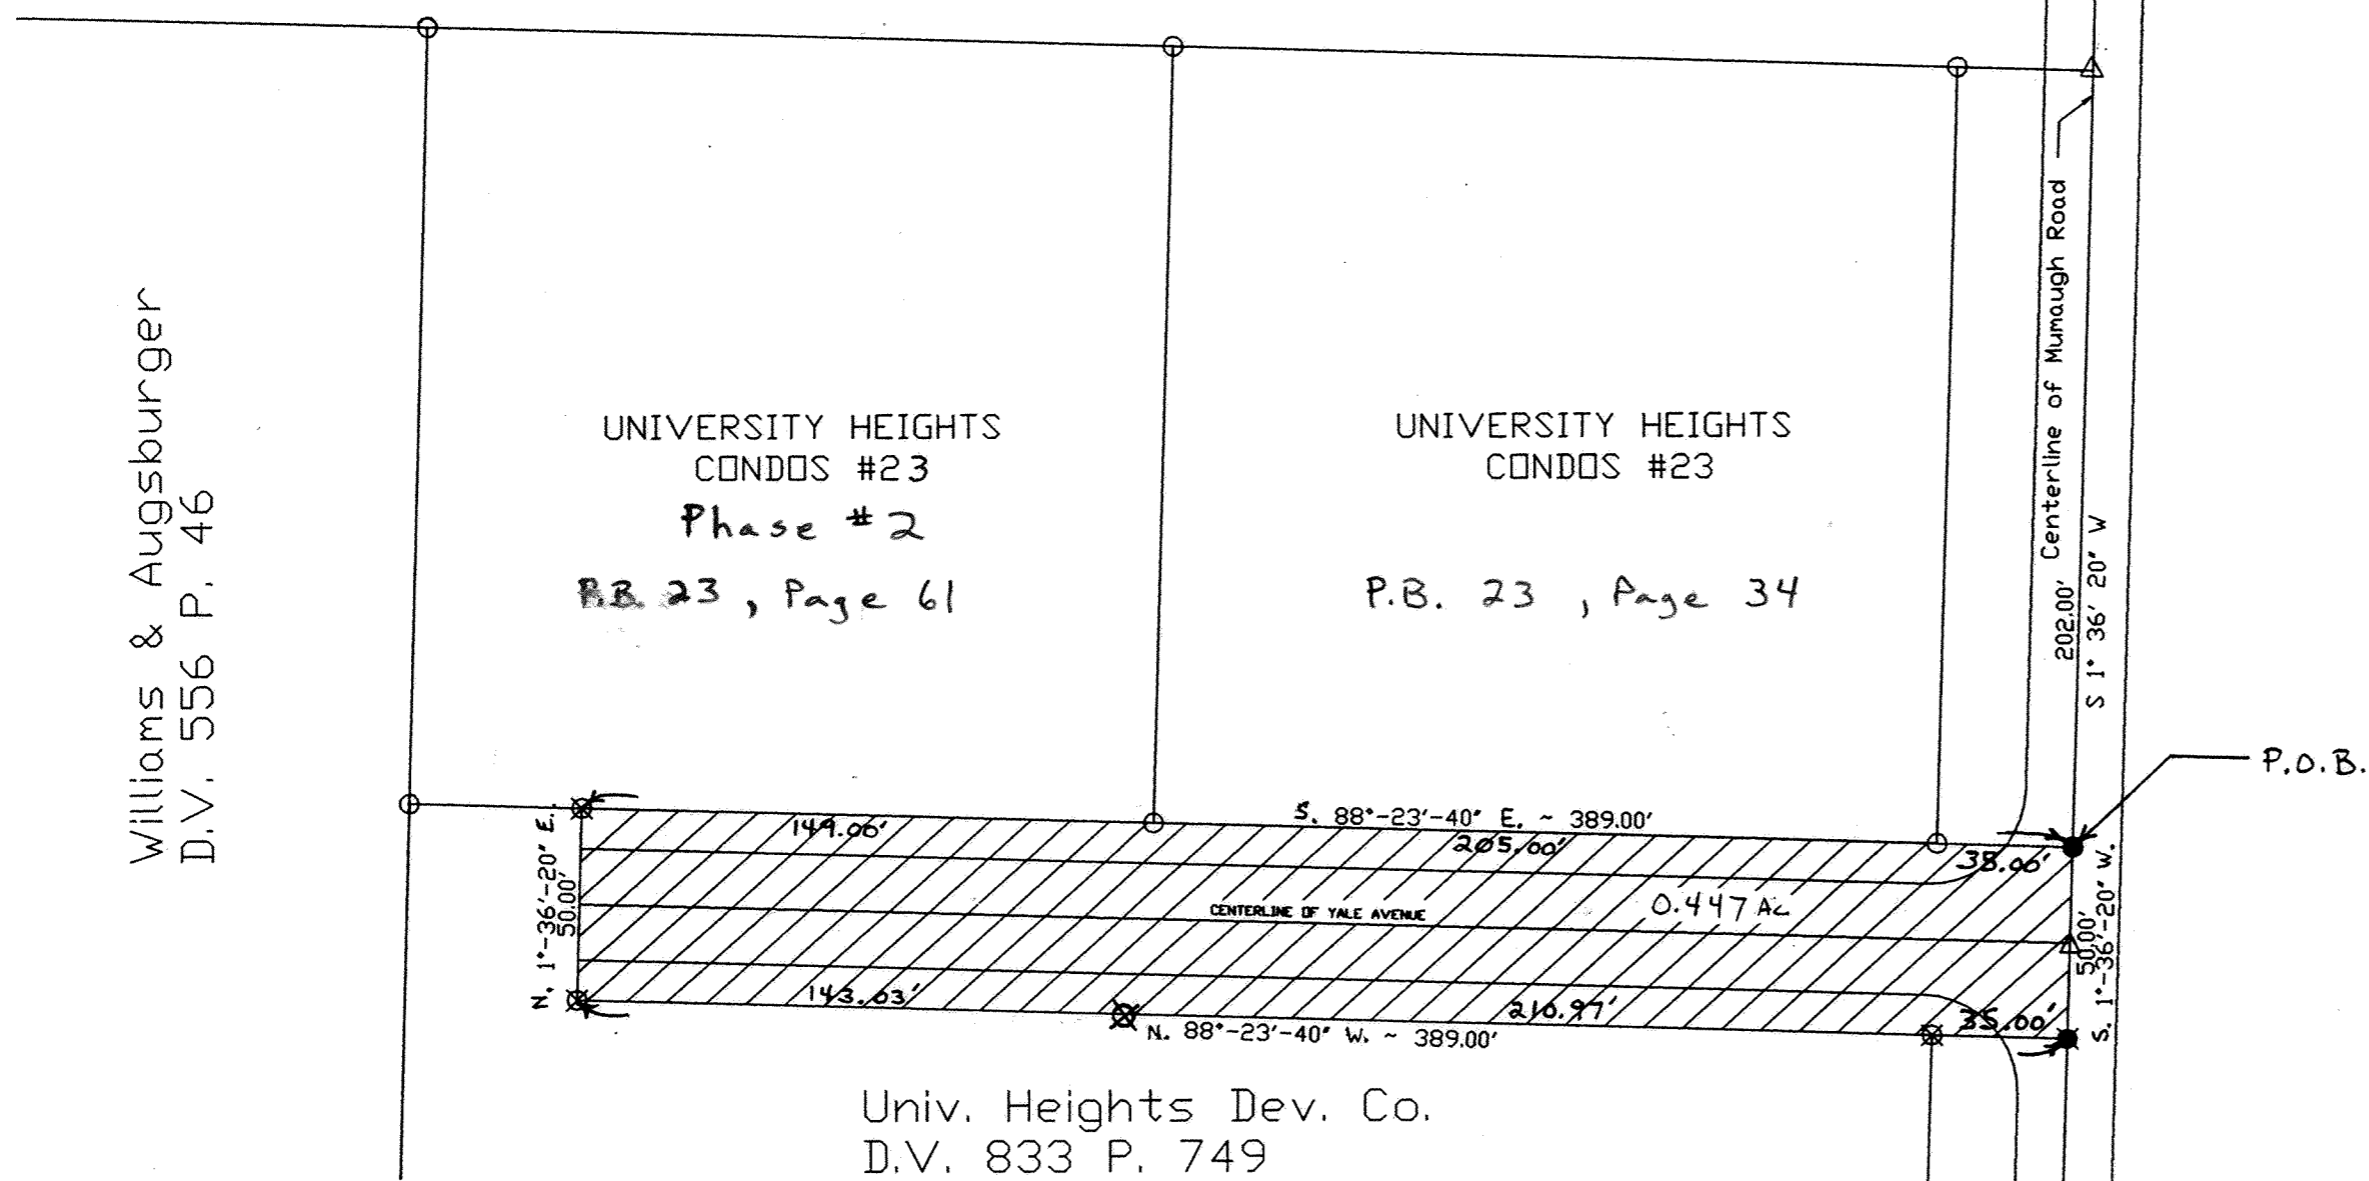 Williams & Augsburger
D.V. 556 P. 46
UNIVERSITY HEIGHTS
CONDOS #23
Phase #2
P.B. 23, Page 61
UNIVERSITY HEIGHTS
CONDOS #23
P.B. 23, Page 34
Centerline of Mumaugh Road
202.00'
S 1° 36' 20" W
P.O.B.
S. 88°-23'-40" E. ~ 389.00'
149.00'
205.00'
35.00'
N. 1°-36'-20" E.
50.00'
CENTERLINE OF YALE AVENUE
0.447 Ac
50.00'
S. 1°-36'-20" W.
143.03'
210.97'
35.00'
N. 88°-23'-40" W. ~ 389.00'
Univ. Heights Dev. Co.
D.V. 833 P. 749